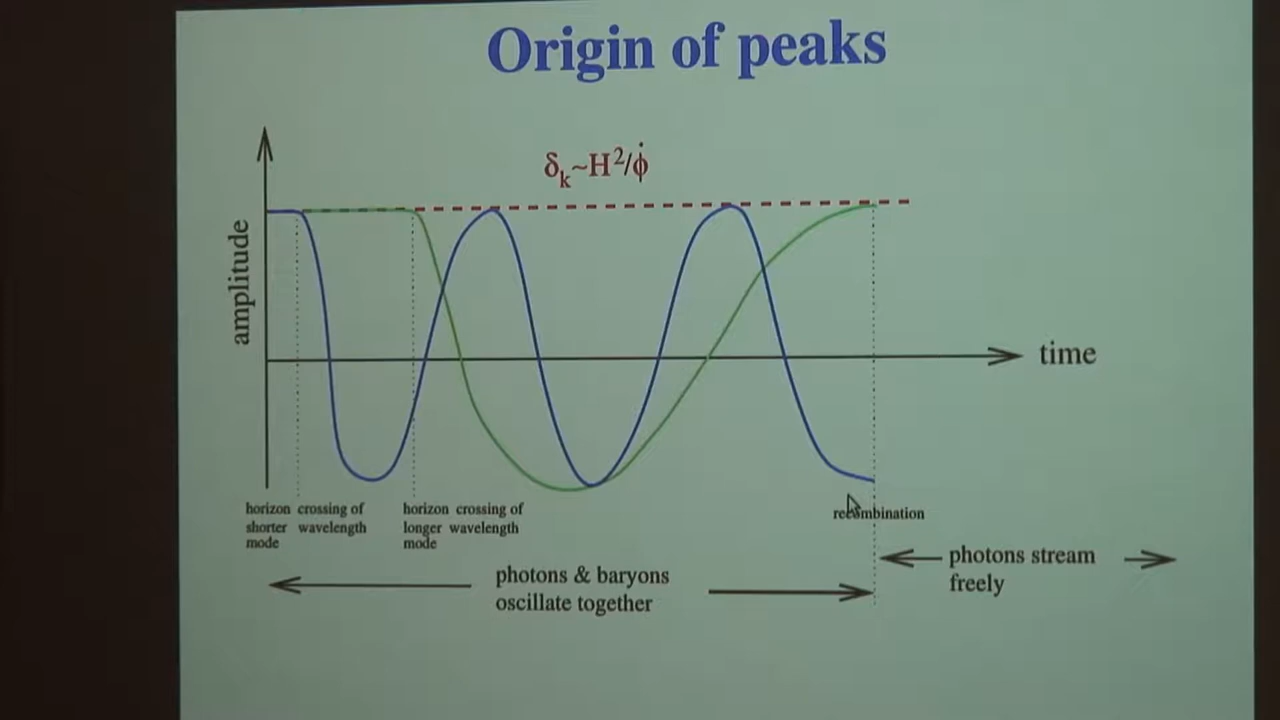 Origin of peaks
δk~H²/φ̇
amplitude
time
horizon crossing of
shorter wavelength
mode
horizon crossing of
longer wavelength
mode
recombination
photons & baryons
oscillate together
photons stream
freely